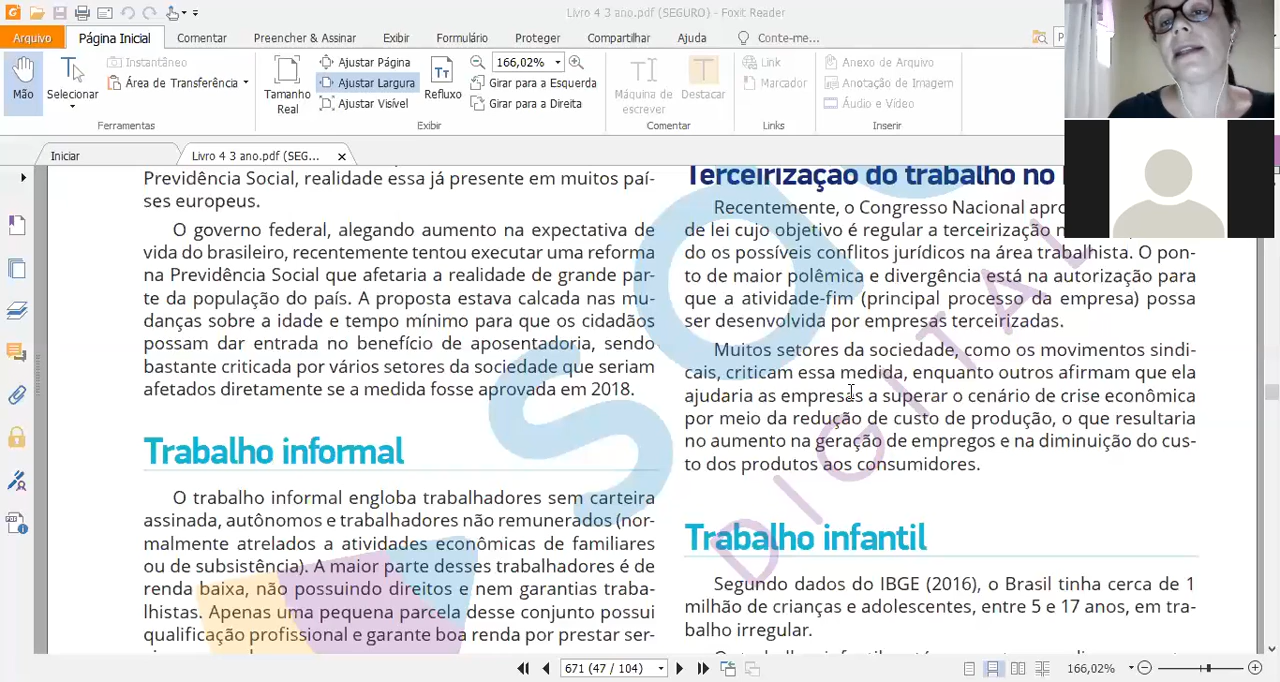 Livro 4 3 ano.pdf (SEGURO) - Foxit Reader
Arquivo
Página Inicial
Comentar
Preencher & Assinar
Exibir
Formulário
Proteger
Compartilhar
Ajuda
Conte-me...
Mão
Selecionar
Instantâneo
Área de Transferência
Ferramentas
Tamanho
Real
Ajustar Página
Ajustar Largura
Ajustar Visível
Refluxo
166,02%
Girar para a Esquerda
Girar para a Direita
Exibir
Máquina de
escrever
Destacar
Comentar
Link
Marcador
Links
Anexo de Arquivo
Anotação de Imagem
Áudio e Vídeo
Inserir
Iniciar
Livro 4 3 ano.pdf (SEG...
Previdência Social, realidade essa já presente em muitos paí-
ses europeus.
O governo federal, alegando aumento na expectativa de
vida do brasileiro, recentemente tentou executar uma reforma
na Previdência Social que afetaria a realidade de grande par-
te da população do país. A proposta estava calcada nas mu-
danças sobre a idade e tempo mínimo para que os cidadãos
possam dar entrada no benefício de aposentadoria, sendo
bastante criticada por vários setores da sociedade que seriam
afetados diretamente se a medida fosse aprovada em 2018.
Trabalho informal
O trabalho informal engloba trabalhadores sem carteira
assinada, autônomos e trabalhadores não remunerados (nor-
malmente atrelados a atividades econômicas de familiares
ou de subsistência). A maior parte desses trabalhadores é de
renda baixa, não possuindo direitos e nem garantias traba-
lhistas. Apenas uma pequena parcela desse conjunto possui
qualificação profissional e garante boa renda por prestar ser-
Terceirização do trabalho no
Recentemente, o Congresso Nacional apro
de lei cujo objetivo é regular a terceirização n
do os possíveis conflitos jurídicos na área trabalhista. O pon-
to de maior polêmica e divergência está na autorização para
que a atividade-fim (principal processo da empresa) possa
ser desenvolvida por empresas terceirizadas.
Muitos setores da sociedade, como os movimentos sindi-
cais, criticam essa medida, enquanto outros afirmam que ela
ajudaria as empresas a superar o cenário de crise econômica
por meio da redução de custo de produção, o que resultaria
no aumento na geração de empregos e na diminuição do cus-
to dos produtos aos consumidores.
Trabalho infantil
Segundo dados do IBGE (2016), o Brasil tinha cerca de 1
milhão de crianças e adolescentes, entre 5 e 17 anos, em tra-
balho irregular.
SO
DIGITAL
671 (47 / 104)
166,02%